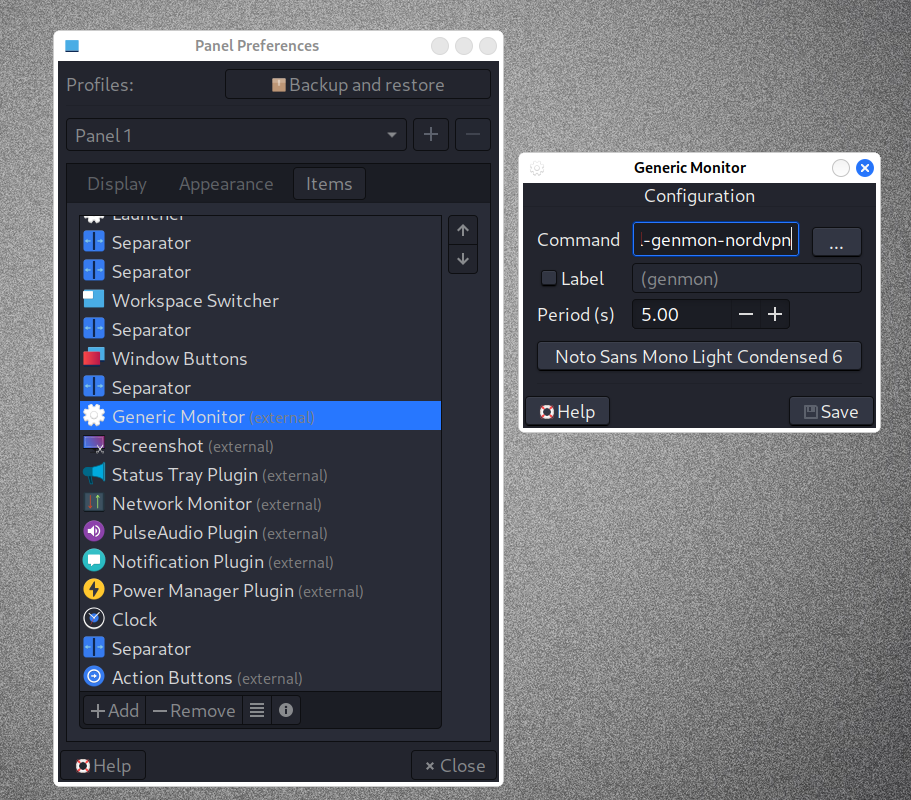 Panel Preferences
Profiles:
Backup and restore
Panel 1
Display Appearance Items
Launcher
Separator
Separator
Workspace Switcher
Separator
Window Buttons
Separator
Generic Monitor (external)
Screenshot (external)
Status Tray Plugin (external)
Network Monitor (external)
PulseAudio Plugin (external)
Notification Plugin (external)
Power Manager Plugin (external)
Clock
Separator
Action Buttons (external)
Add Remove
Help
Close
Generic Monitor
Configuration
Command -genmon-nordvpn ...
Label (genmon)
Period (s) 5.00
Noto Sans Mono Light Condensed 6
Help
Save